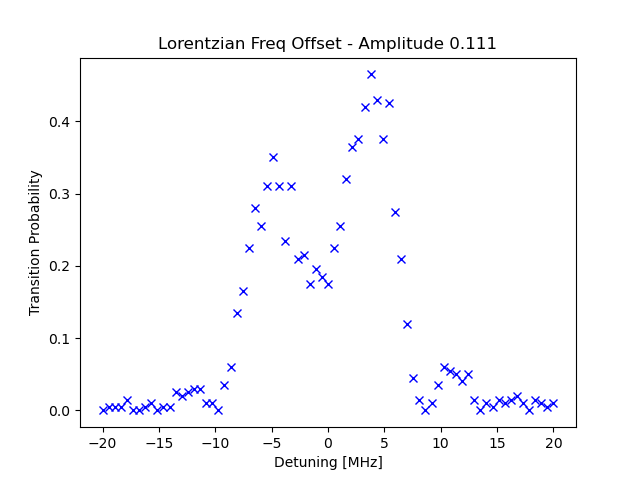 Lorentzian Freq Offset - Amplitude 0.111
Transition Probability
0.4
0.3
0.2
0.1
0.0
−20 −15 −10 −5 0 5 10 15 20
Detuning [MHz]